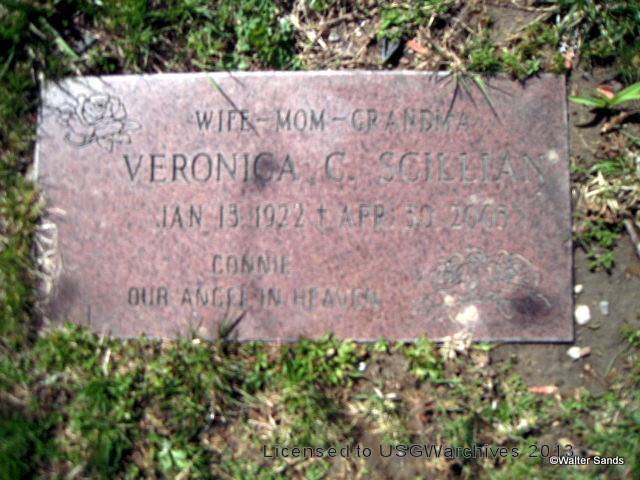 WIFE-MOM-GRANDMA
VERONICA C. SCILLIAN
JAN 13 1922 † APR 30 2005
CONNIE
OUR ANGEL IN HEAVEN
Licensed to USGWarchives 2013
©Walter Sands